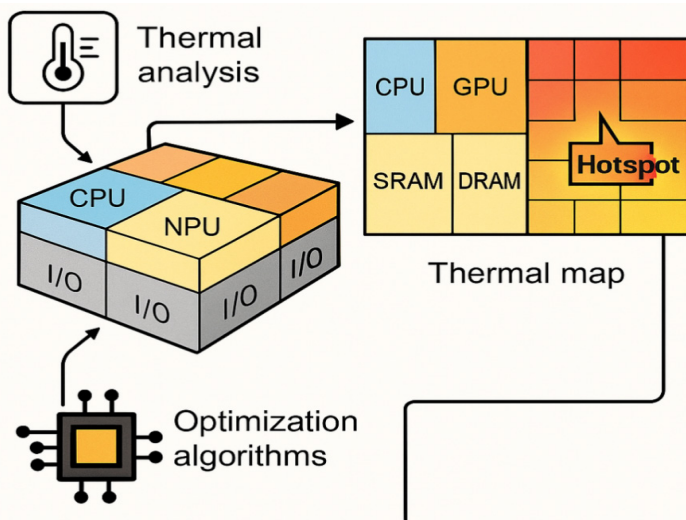 Thermal
analysis
CPU
GPU
SRAM
DRAM
Hotspot
Thermal map
CPU
NPU
I/O
I/O
I/O
I/O
Optimization
algorithms